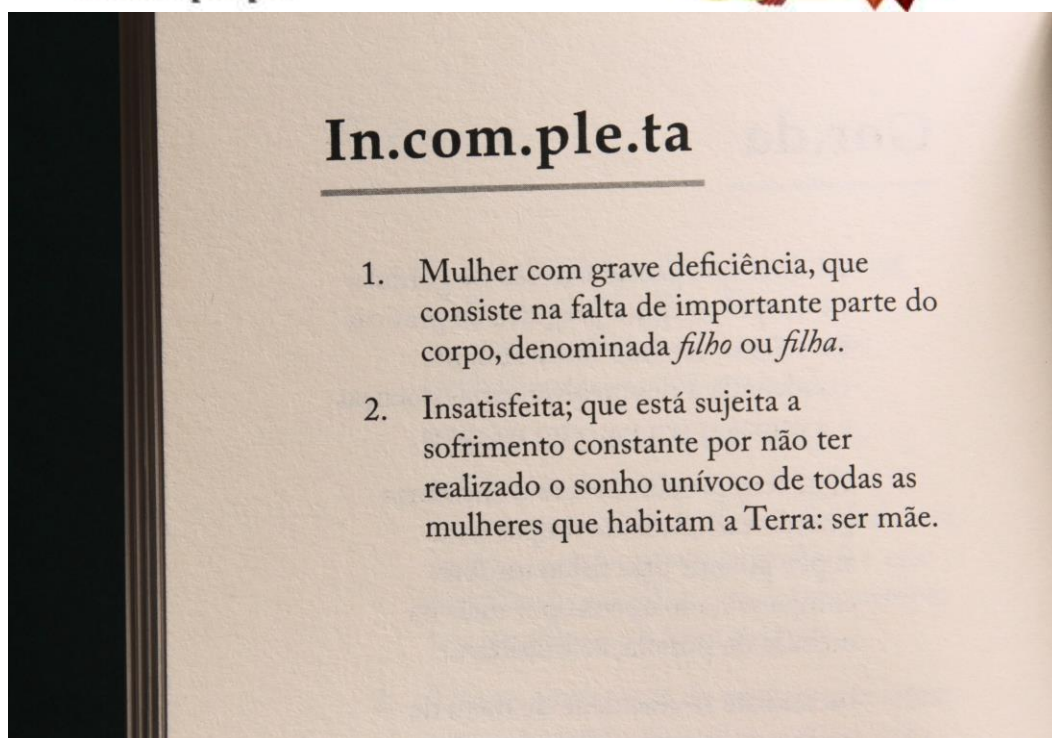 In.com.ple.ta
1. Mulher com grave deficiência, que
consiste na falta de importante parte do
corpo, denominada filho ou filha.
2. Insatisfeita; que está sujeita a
sofrimento constante por não ter
realizado o sonho unívoco de todas as
mulheres que habitam a Terra: ser mãe.